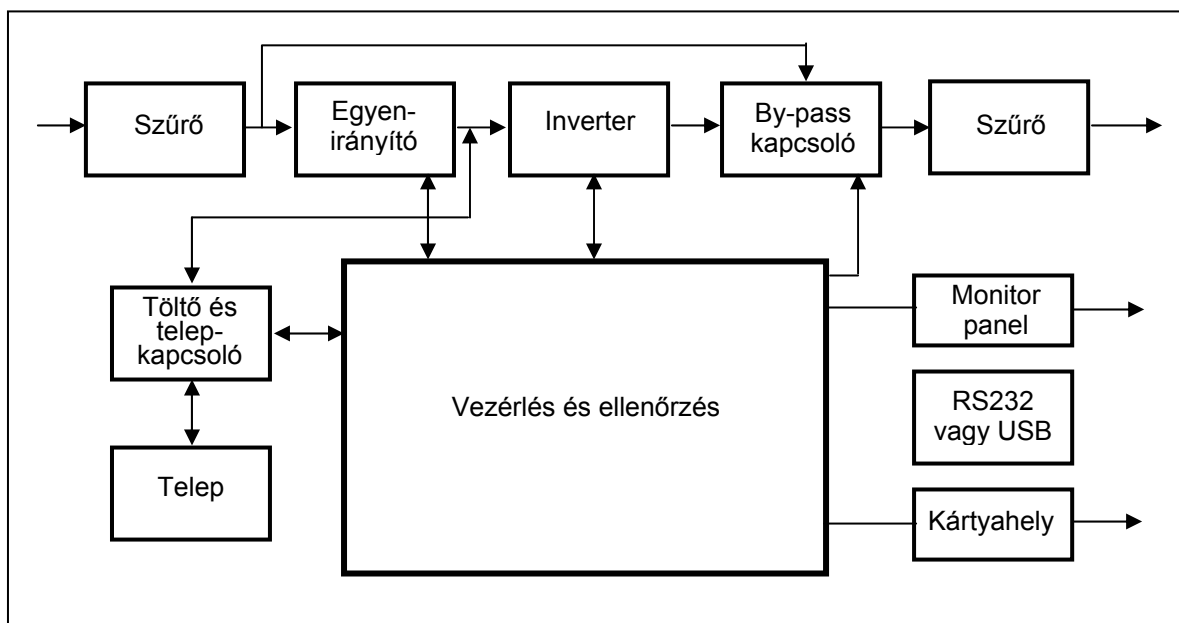 Szűrő
Egyen-
irányító
Inverter
By-pass
kapcsoló
Szűrő
Töltő és
telep-
kapcsoló
Telep
Vezérlés és ellenőrzés
Monitor
panel
RS232
vagy USB
Kártyahely